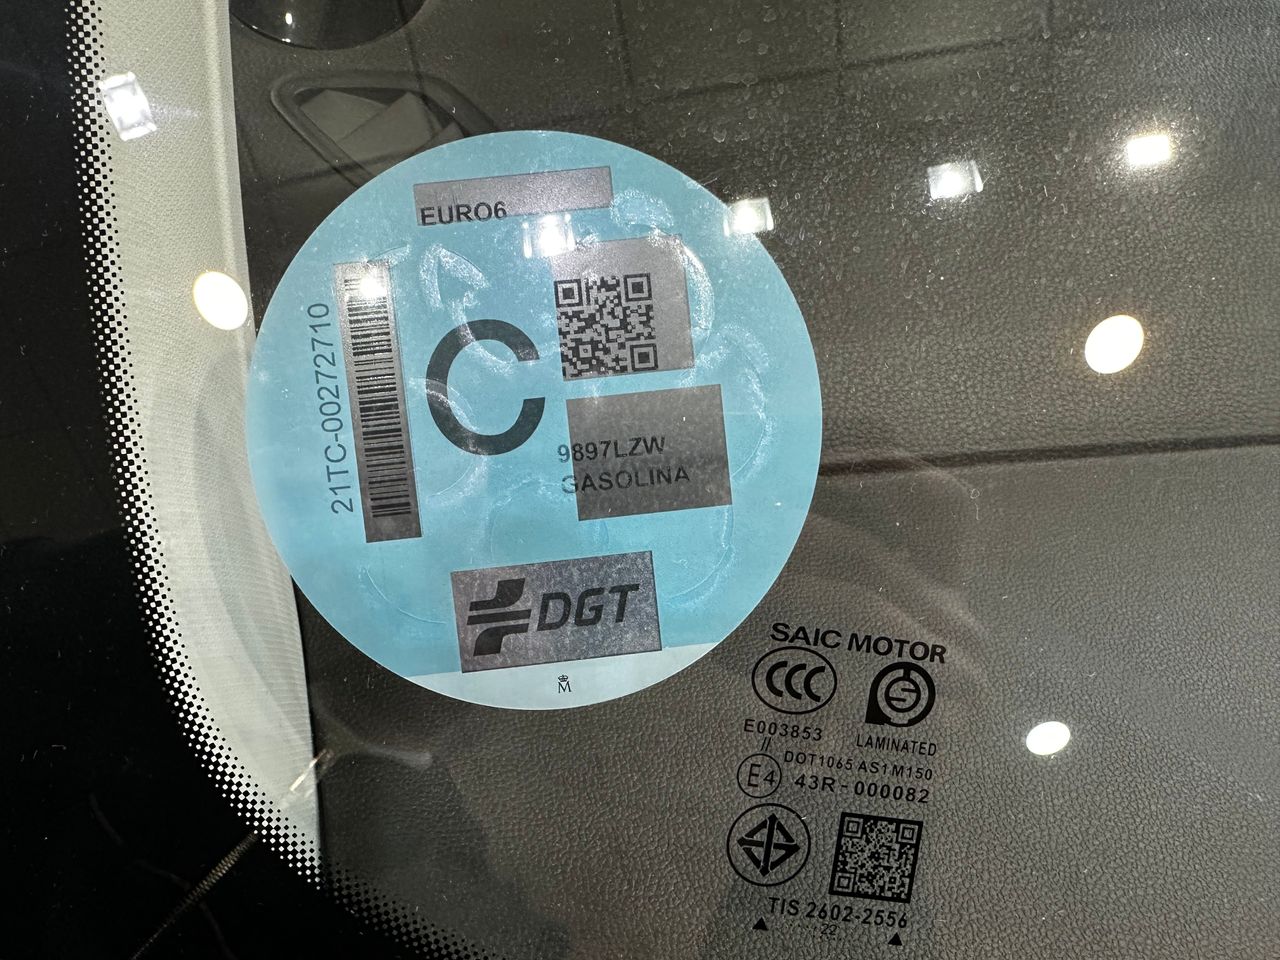 EURO6
21TC-00272710
C
9897LZW
GASOLINA
DGT
M
SAIC MOTOR
CCC
E003853
LAMINATED
//
DOT1065 AS1 M150
E4
43R-000082
TIS 2602-2556
22